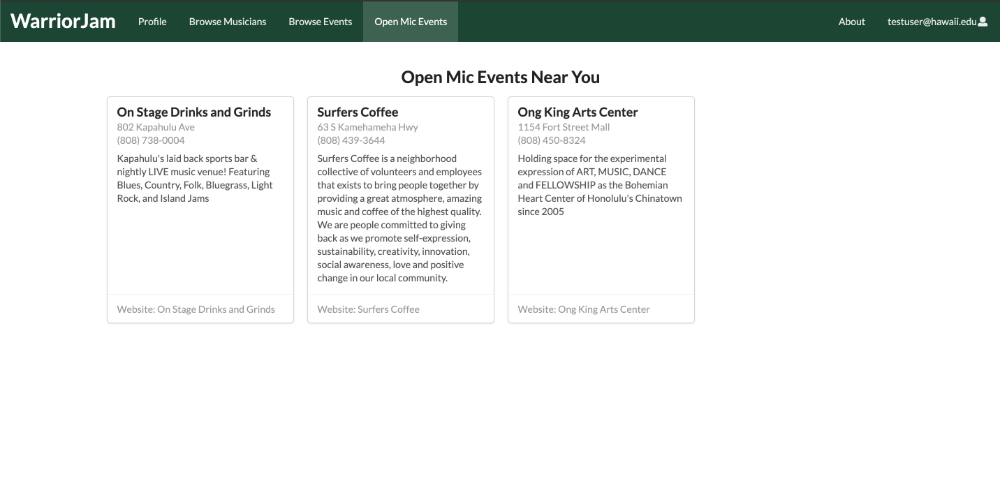 WarriorJam Profile Browse Musicians Browse Events Open Mic Events About testuser@hawaii.edu
Open Mic Events Near You
On Stage Drinks and Grinds
802 Kapahulu Ave
(808) 738-0004
Kapahulu's laid back sports bar &
nightly LIVE music venue! Featuring
Blues, Country, Folk, Bluegrass, Light
Rock, and Island Jams
Website: On Stage Drinks and Grinds
Surfers Coffee
63 S Kamehameha Hwy
(808) 439-3644
Surfers Coffee is a neighborhood
collective of volunteers and employees
that exists to bring people together by
providing a great atmosphere, amazing
music and coffee of the highest quality.
We are people committed to giving
back as we promote self-expression,
sustainability, creativity, innovation,
social awareness, love and positive
change in our local community.
Website: Surfers Coffee
Ong King Arts Center
1154 Fort Street Mall
(808) 450-8324
Holding space for the experimental
expression of ART, MUSIC, DANCE
and FELLOWSHIP as the Bohemian
Heart Center of Honolulu's Chinatown
since 2005
Website: Ong King Arts Center